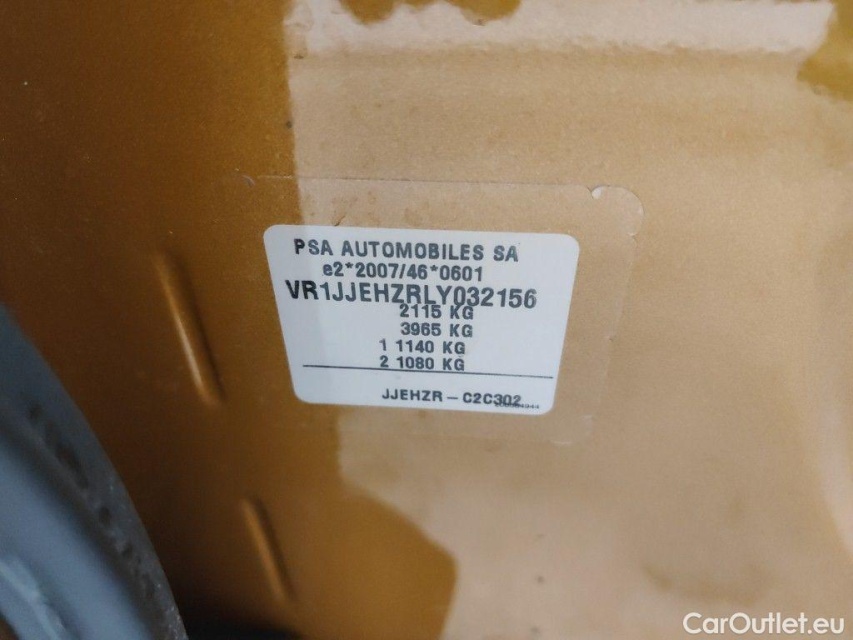 PSA AUTOMOBILES SA
e2*2007/46*0601
VR1JJEHZRLY032156
2115 KG
3965 KG
1 1140 KG
2 1080 KG
JJEHZR – C2C302
CarOutlet.eu